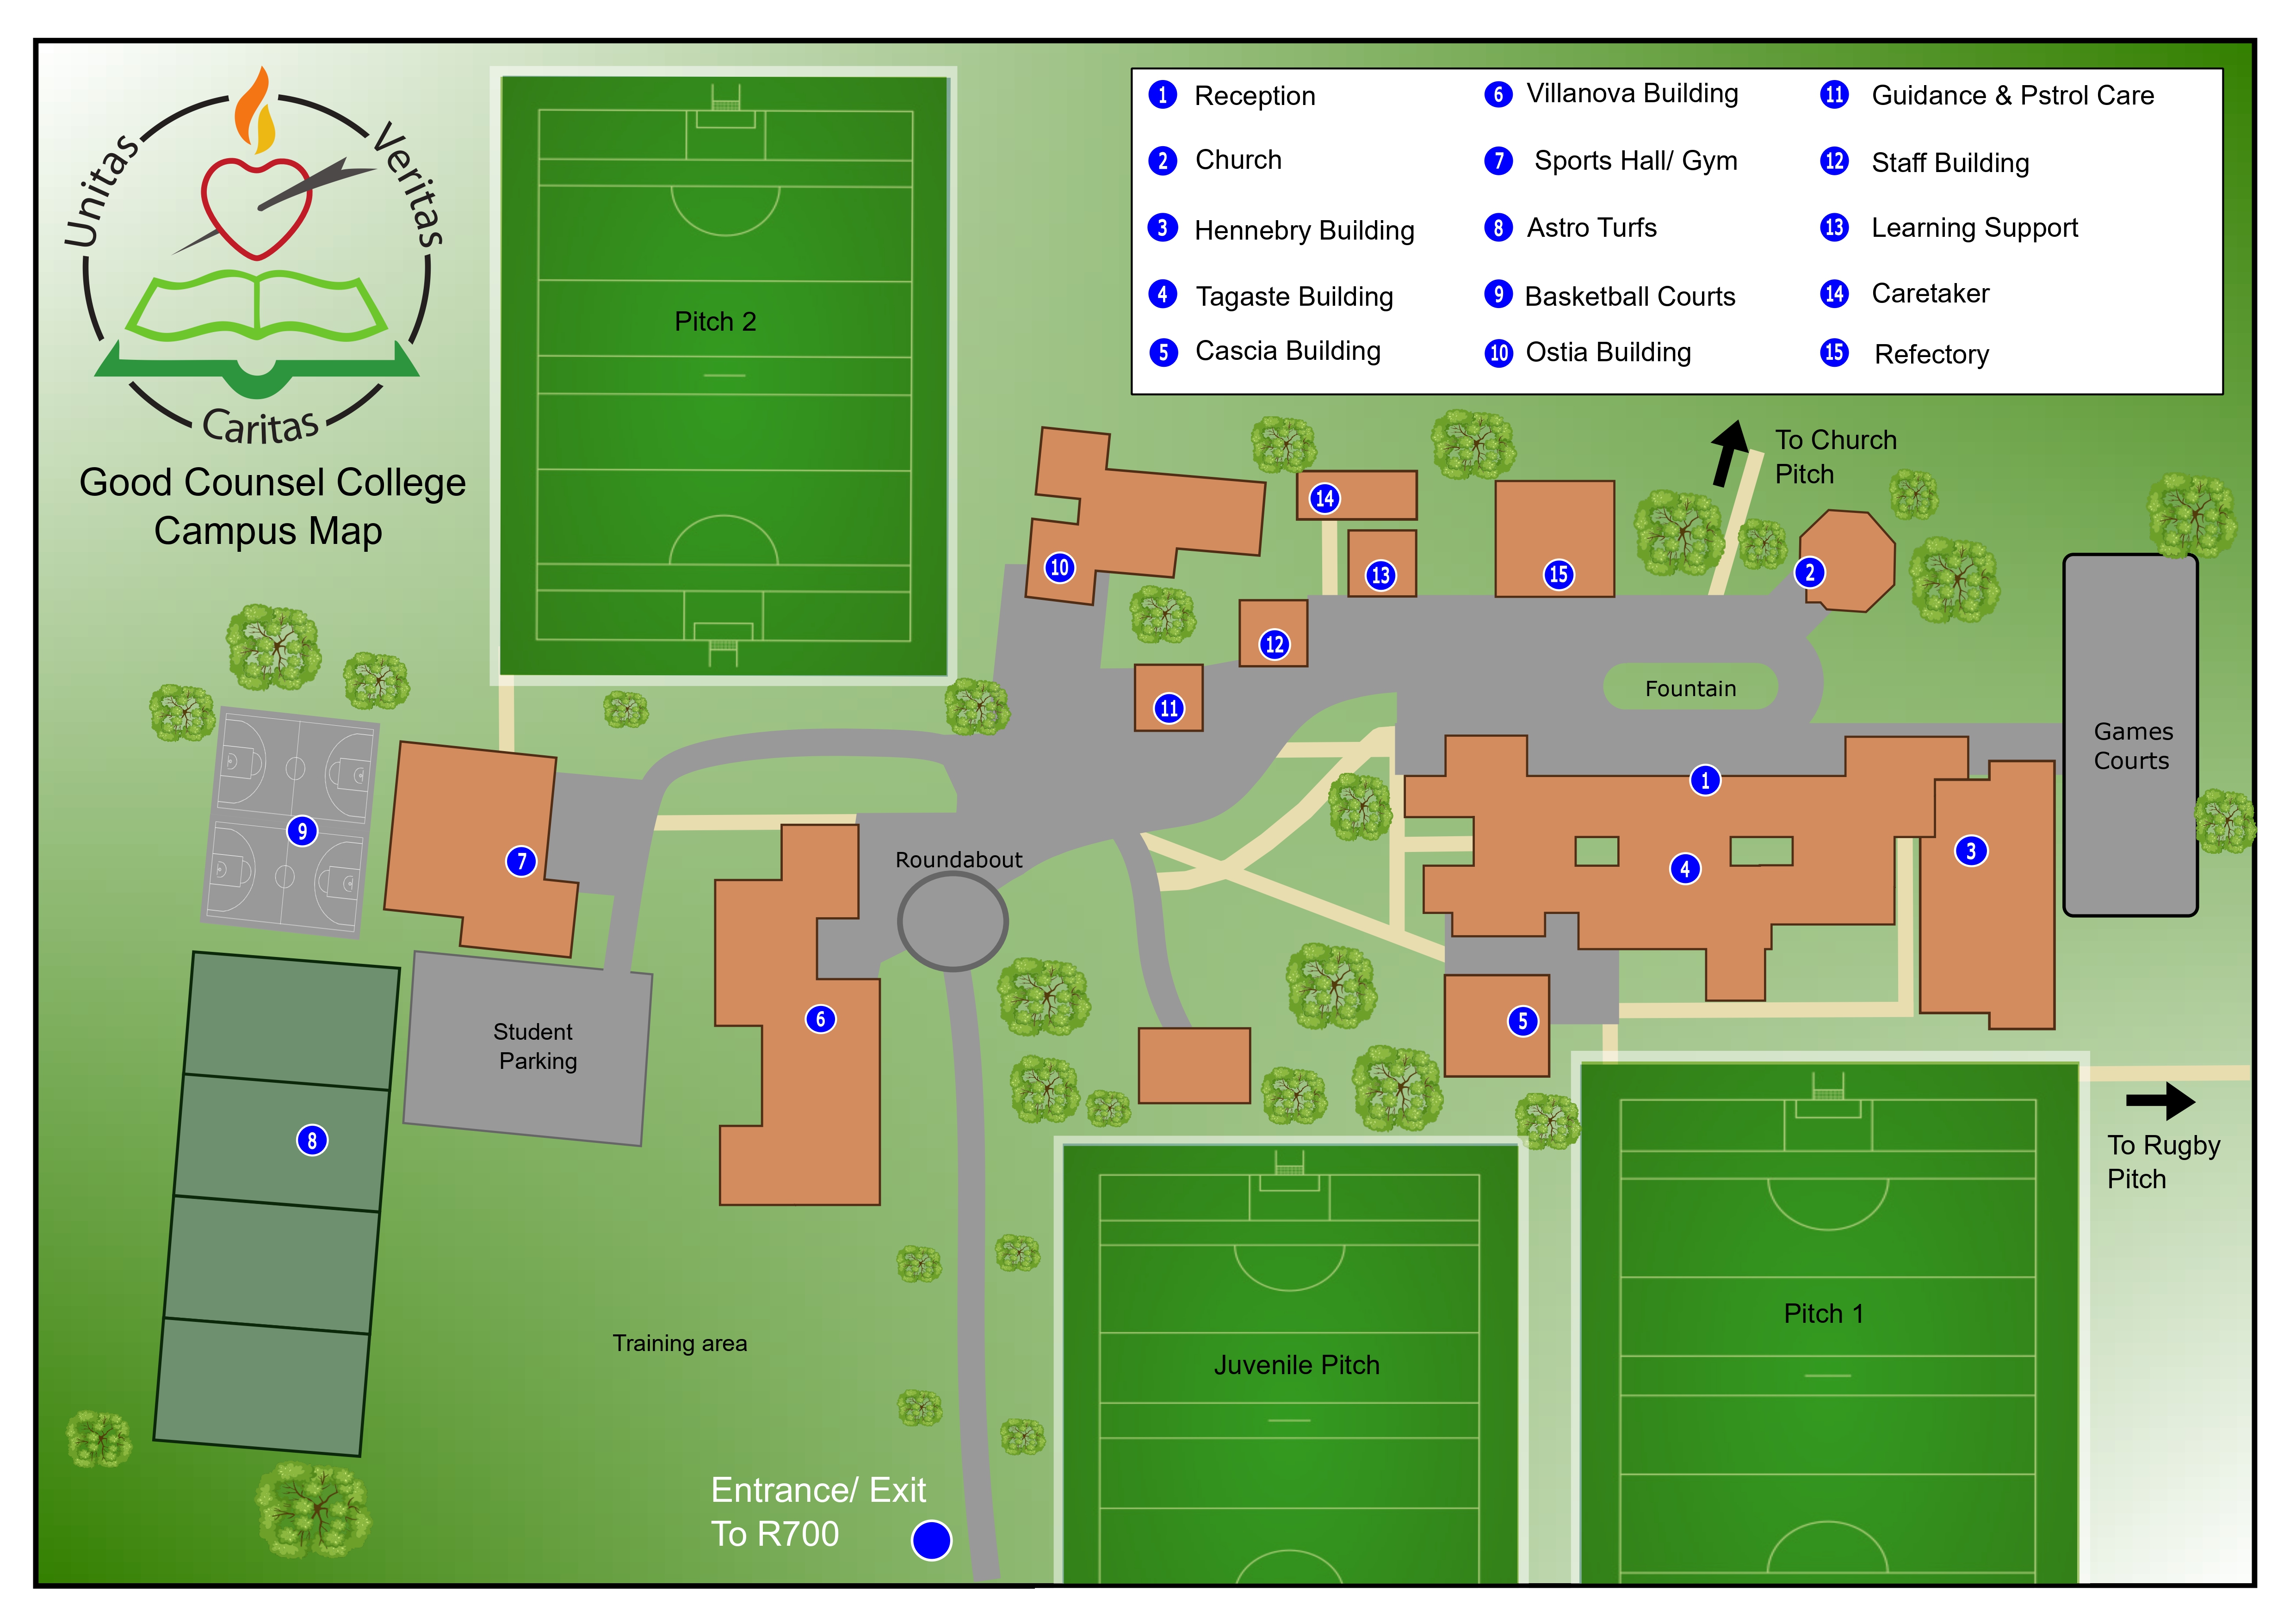 Unitas
Veritas
Caritas
Good Counsel College
Campus Map
1 Reception
2 Church
3 Hennebry Building
4 Tagaste Building
5 Cascia Building
6 Villanova Building
7 Sports Hall/ Gym
8 Astro Turfs
9 Basketball Courts
10 Ostia Building
11 Guidance & Pstrol Care
12 Staff Building
13 Learning Support
14 Caretaker
15 Refectory
Pitch 2
To Church
Pitch
14
10
13
15
2
12
11
Fountain
Games
Courts
1
9
7
Roundabout
4
3
Student
Parking
6
5
8
To Rugby
Pitch
Training area
Juvenile Pitch
Pitch 1
Entrance/ Exit
To R700